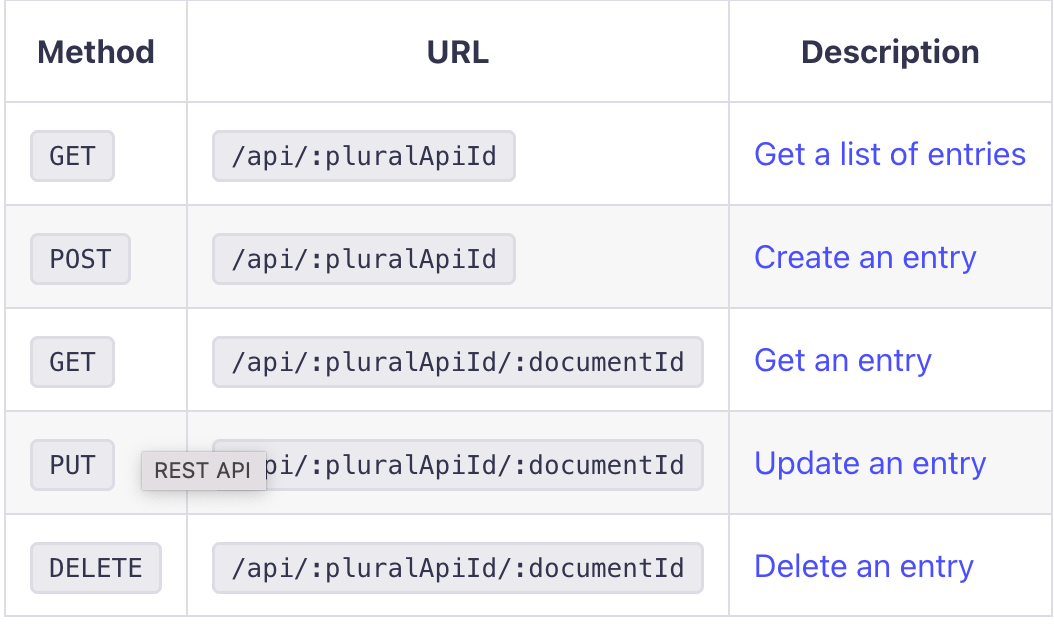 Method URL Description
GET /api/:pluralApiId Get a list of entries
POST /api/:pluralApiId Create an entry
GET /api/:pluralApiId/:documentId Get an entry
PUT REST API pi/:pluralApiId/:documentId Update an entry
DELETE /api/:pluralApiId/:documentId Delete an entry